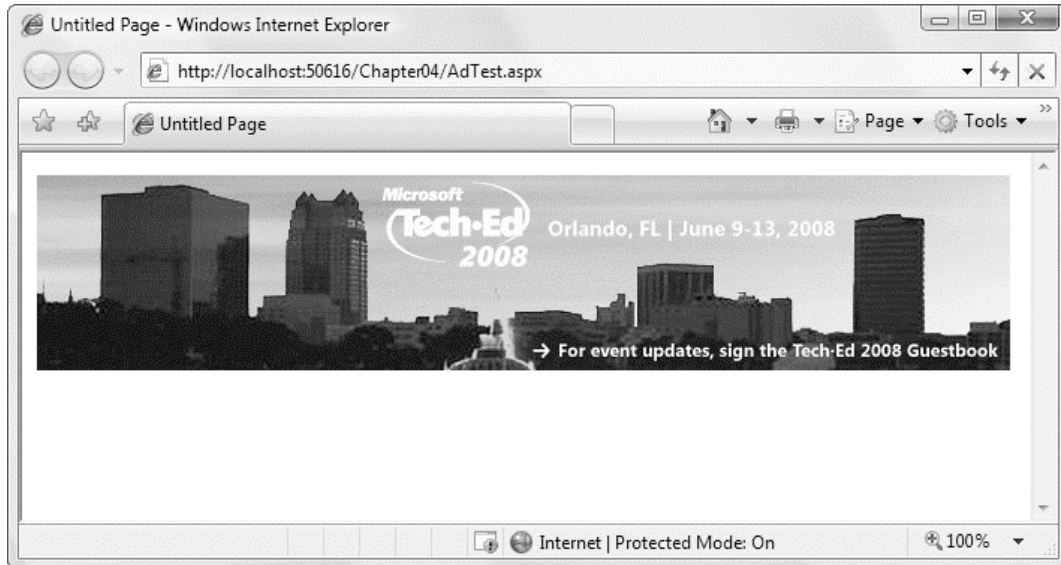 Untitled Page - Windows Internet Explorer
http://localhost:50616/Chapter04/AdTest.aspx
Untitled Page
Page
Tools
Microsoft
Tech·Ed
2008
Orlando, FL | June 9-13, 2008
→ For event updates, sign the Tech·Ed 2008 Guestbook
Internet | Protected Mode: On
100%